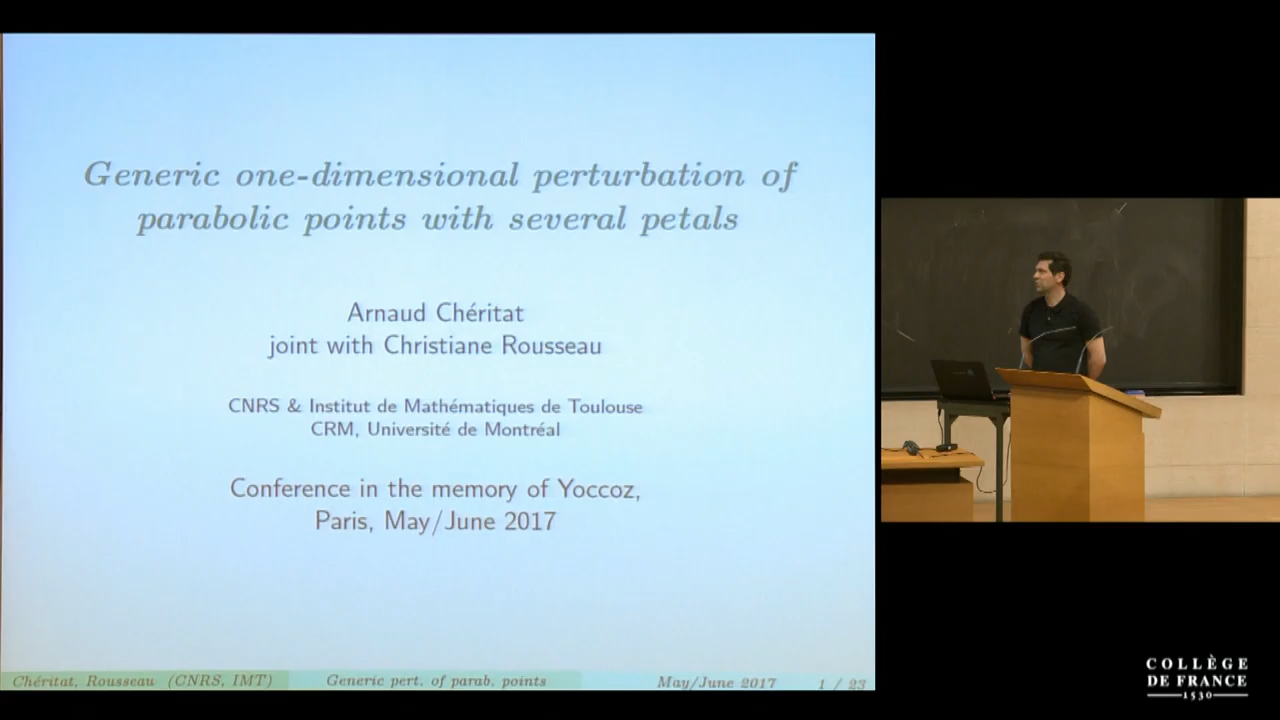 Generic one-dimensional perturbation of
parabolic points with several petals
Arnaud Chéritat
joint with Christiane Rousseau
CNRS & Institut de Mathématiques de Toulouse
CRM, Université de Montréal
Conference in the memory of Yoccoz,
Paris, May/June 2017
Chéritat, Rousseau (CNRS, IMT) Generic pert. of parab. points May/June 2017 1 / 23
COLLÈGE
DE FRANCE
1530